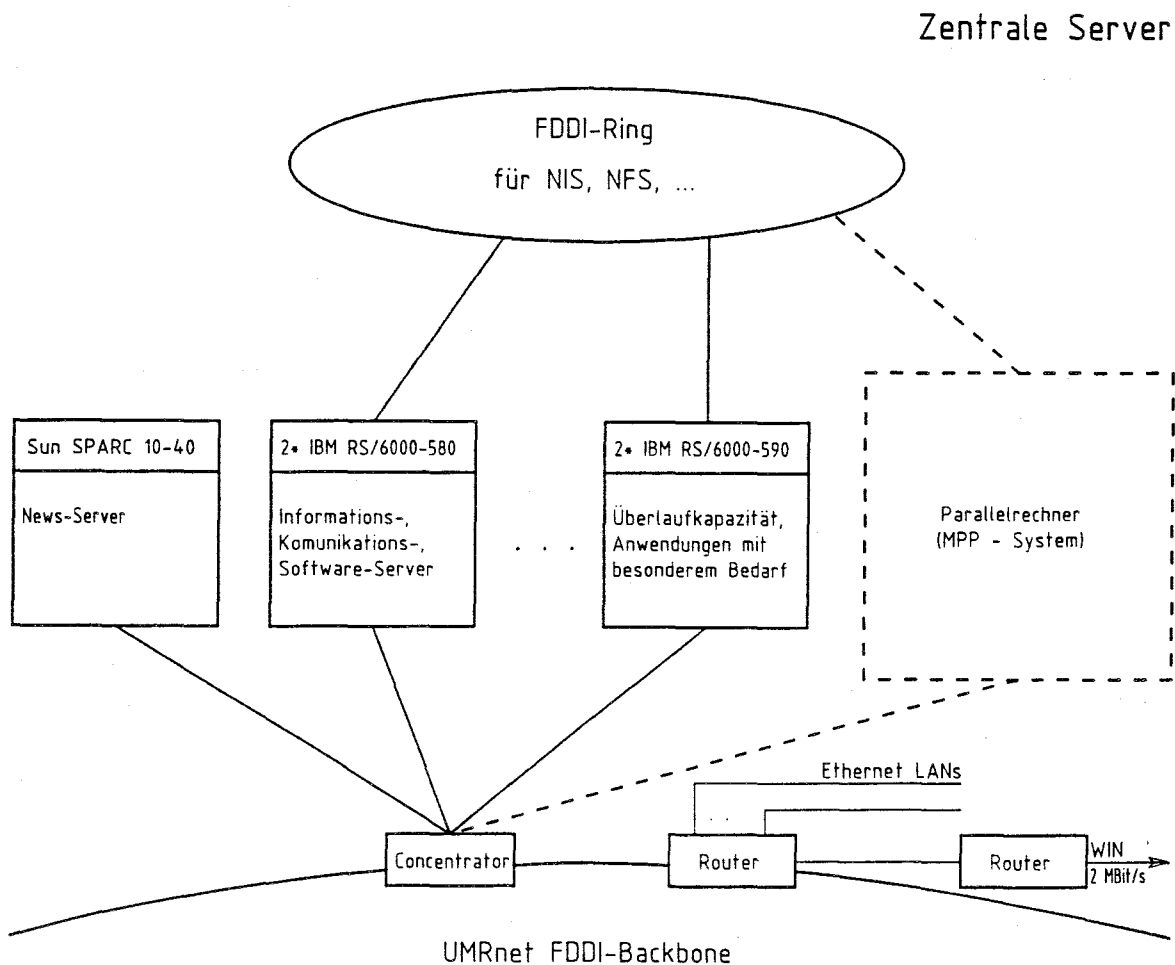 Zentrale Server
FDDI-Ring
für NIS, NFS, ...
Sun SPARC 10-40
News-Server
2* IBM RS/6000-580
Informations-,
Komunikations-,
Software-Server
. . . .
2* IBM RS/6000-590
Überlaufkapazität,
Anwendungen mit
besonderem Bedarf
Parallelrechner
(MPP - System)
Ethernet LANs
. .
Concentrator
Router
Router
WIN
2 MBit/s
UMRnet FDDI-Backbone